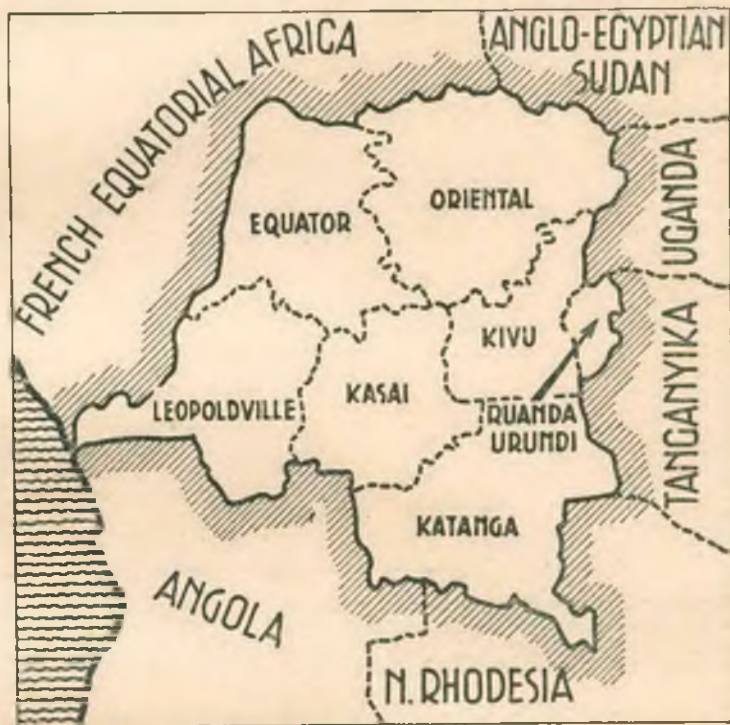 FRENCH EQUATORIAL AFRICA
ANGLO-EGYPTIAN
SUDAN
UGANDA
ORIENTAL
EQUATOR
KIVU
TANGANYIKA
LEOPOLDVILLE
KASAI
RUANDA
URUNDI
KATANGA
ANGOLA
N. RHODESIA